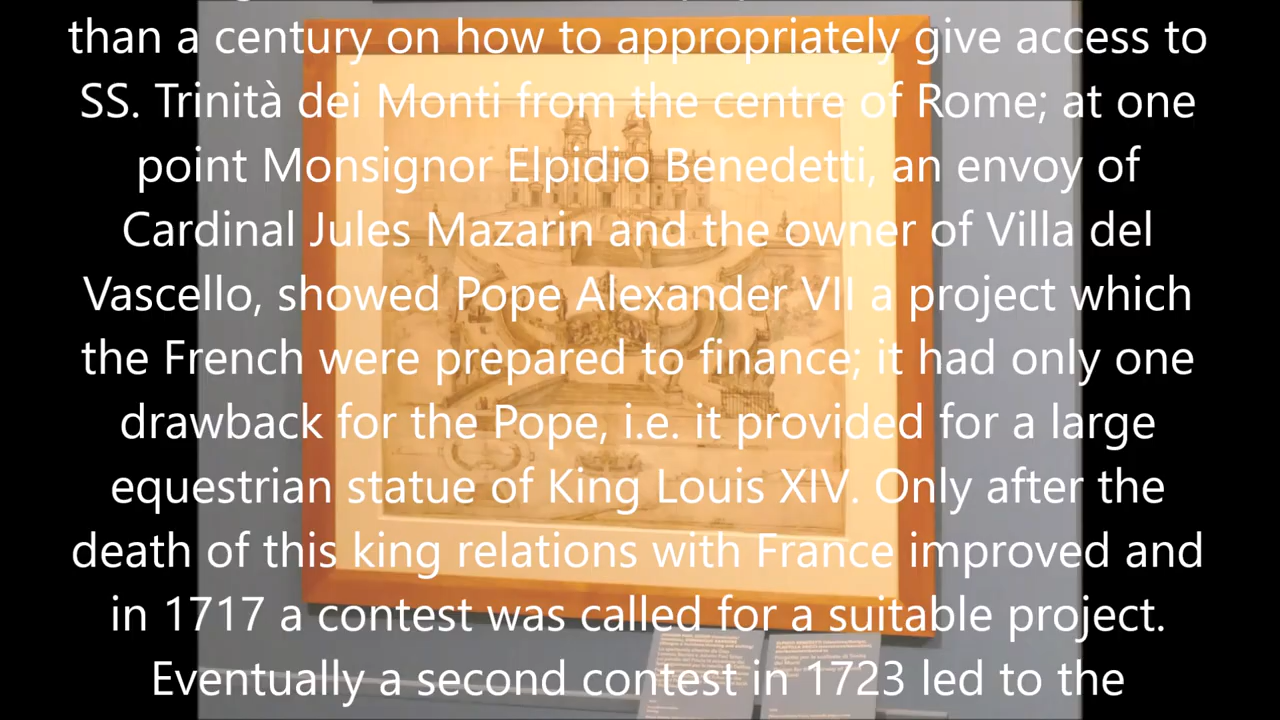 than a century on how to appropriately give access to
SS. Trinità dei Monti from the centre of Rome; at one
point Monsignor Elpidio Benedetti, an envoy of
Cardinal Jules Mazarin and the owner of Villa del
Vascello, showed Pope Alexander VII a project which
the French were prepared to finance; it had only one
drawback for the Pope, i.e. it provided for a large
equestrian statue of King Louis XIV. Only after the
death of this king relations with France improved and
in 1717 a contest was called for a suitable project.
Eventually a second contest in 1723 led to the